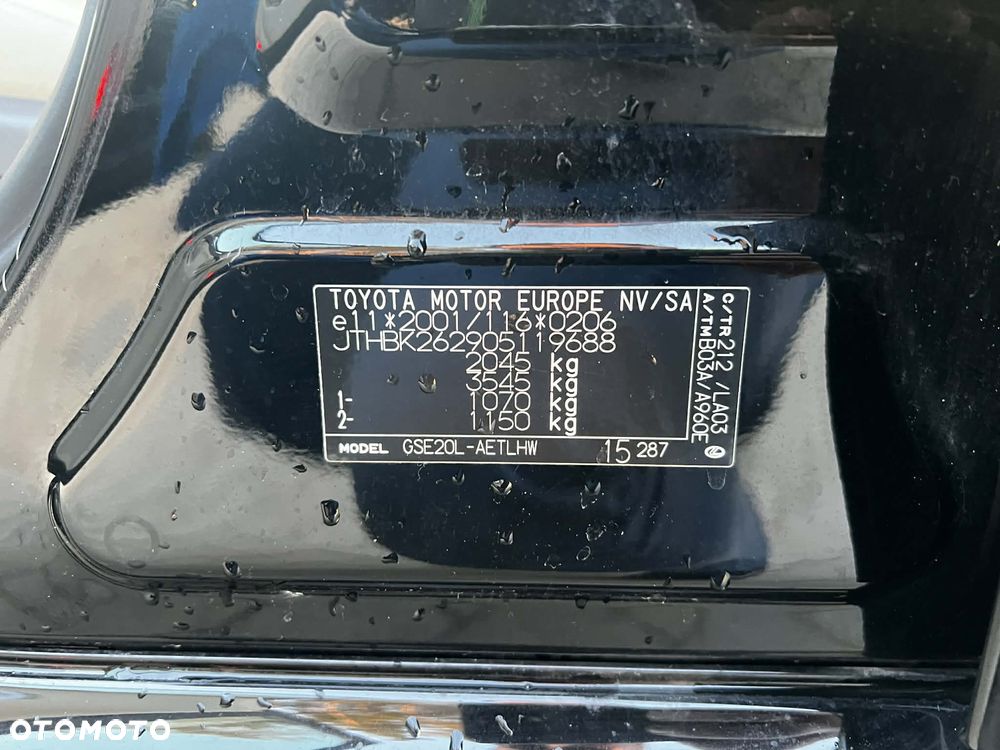 TOYOTA MOTOR EUROPE NV/SA
e11*2001/116*0206
JTHBK262905119688
2045 kg
3545 kg
1- 1070 kg
2- 1150 kg
MODEL GSE20L-AETLHW 15 287
C/TR212 /LA03
A/TMB03A/A960E
OTOMOTO